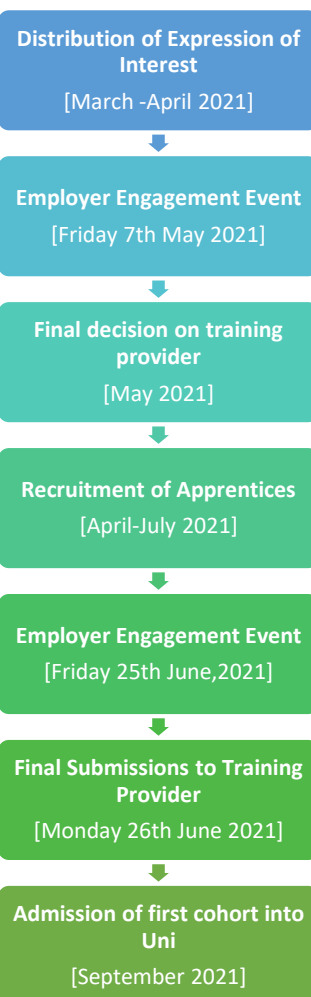 Distribution of Expression of
Interest
[March -April 2021]
Employer Engagement Event
[Friday 7th May 2021]
Final decision on training
provider
[May 2021]
Recruitment of Apprentices
[April-July 2021]
Employer Engagement Event
[Friday 25th June,2021]
Final Submissions to Training
Provider
[Monday 26th June 2021]
Admission of first cohort into
Uni
[September 2021]